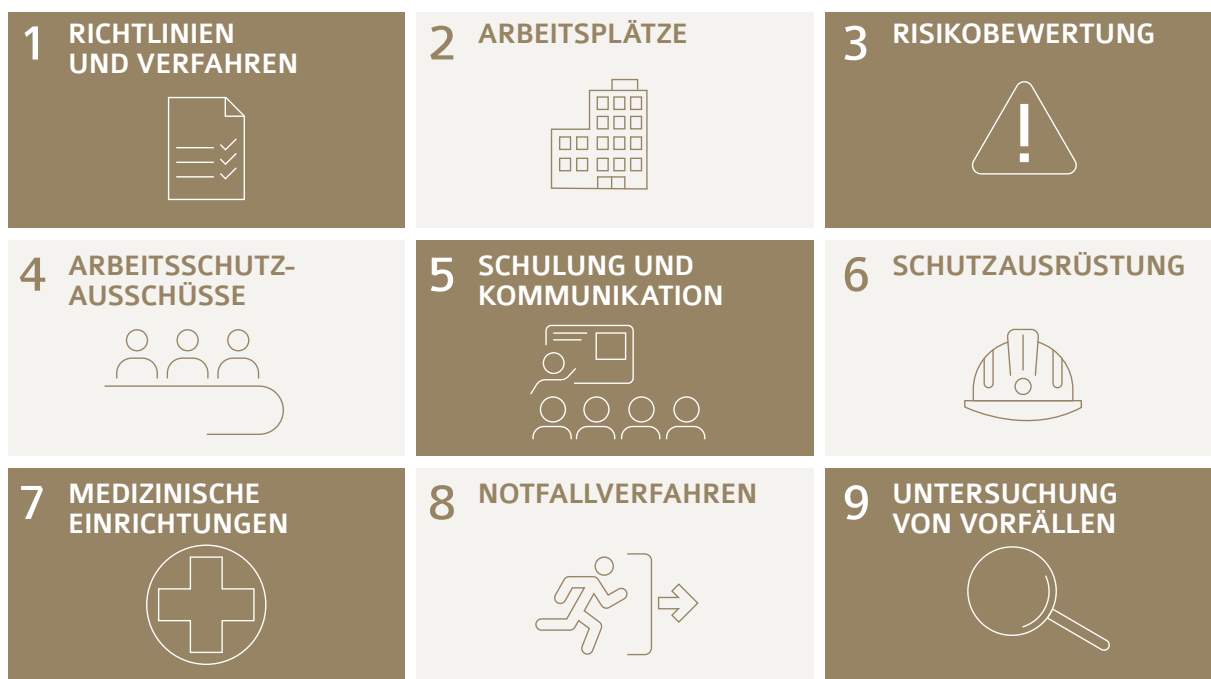 1 RICHTLINIEN
UND VERFAHREN
2 ARBEITSPLÄTZE
3 RISIKOBEWERTUNG
4 ARBEITSSCHUTZ-
AUSSCHÜSSE
5 SCHULUNG UND
KOMMUNIKATION
6 SCHUTZAUSRÜSTUNG
7 MEDIZINISCHE
EINRICHTUNGEN
8 NOTFALLVERFAHREN
9 UNTERSUCHUNG
VON VORFÄLLEN